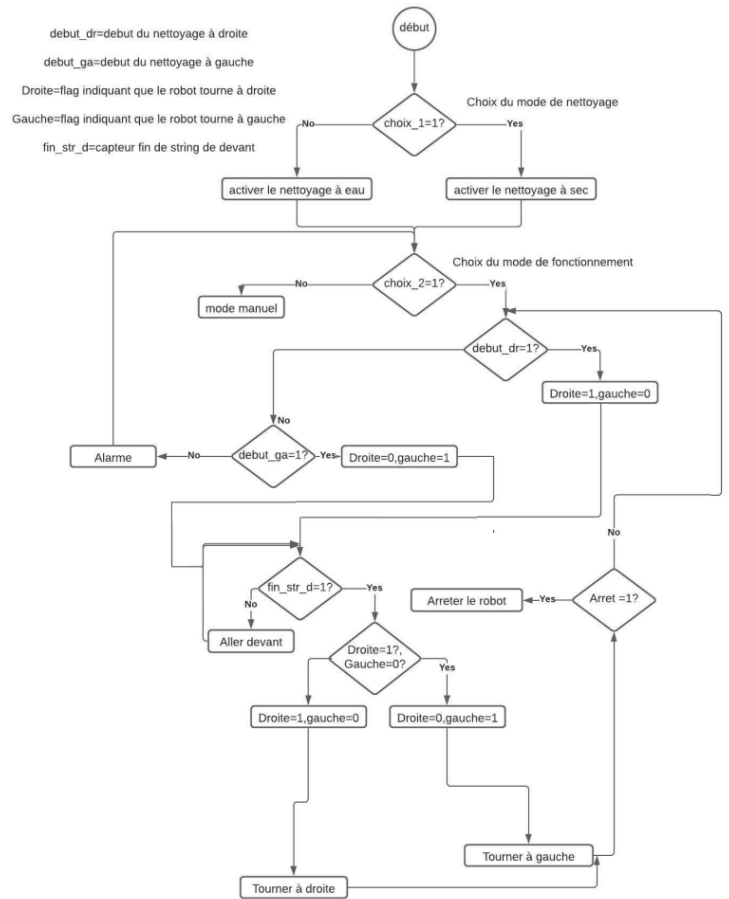 début
debut_dr=debut du nettoyage à droite
debut_ga=debut du nettoyage à gauche
Droite=flag indiquant que le robot tourne à droite
Gauche=flag indiquant que le robot tourne à gauche
fin_str_d=capteur fin de string de devant
Choix du mode de nettoyage
No
choix_1=1?
Yes
activer le nettoyage à eau
activer le nettoyage à sec
Choix du mode de fonctionnement
No
choix_2=1?
Yes
mode manuel
debut_dr=1?
Yes
Droite=1,gauche=0
No
Alarme
No
debut_ga=1?
Yes
Droite=0,gauche=1
No
fin_str_d=1?
Yes
No
Arreter le robot
Yes
Arret =1?
Aller devant
Droite=1?,
Gauche=0?
Yes
Droite=1,gauche=0
Droite=0,gauche=1
Tourner à gauche
Tourner à droite